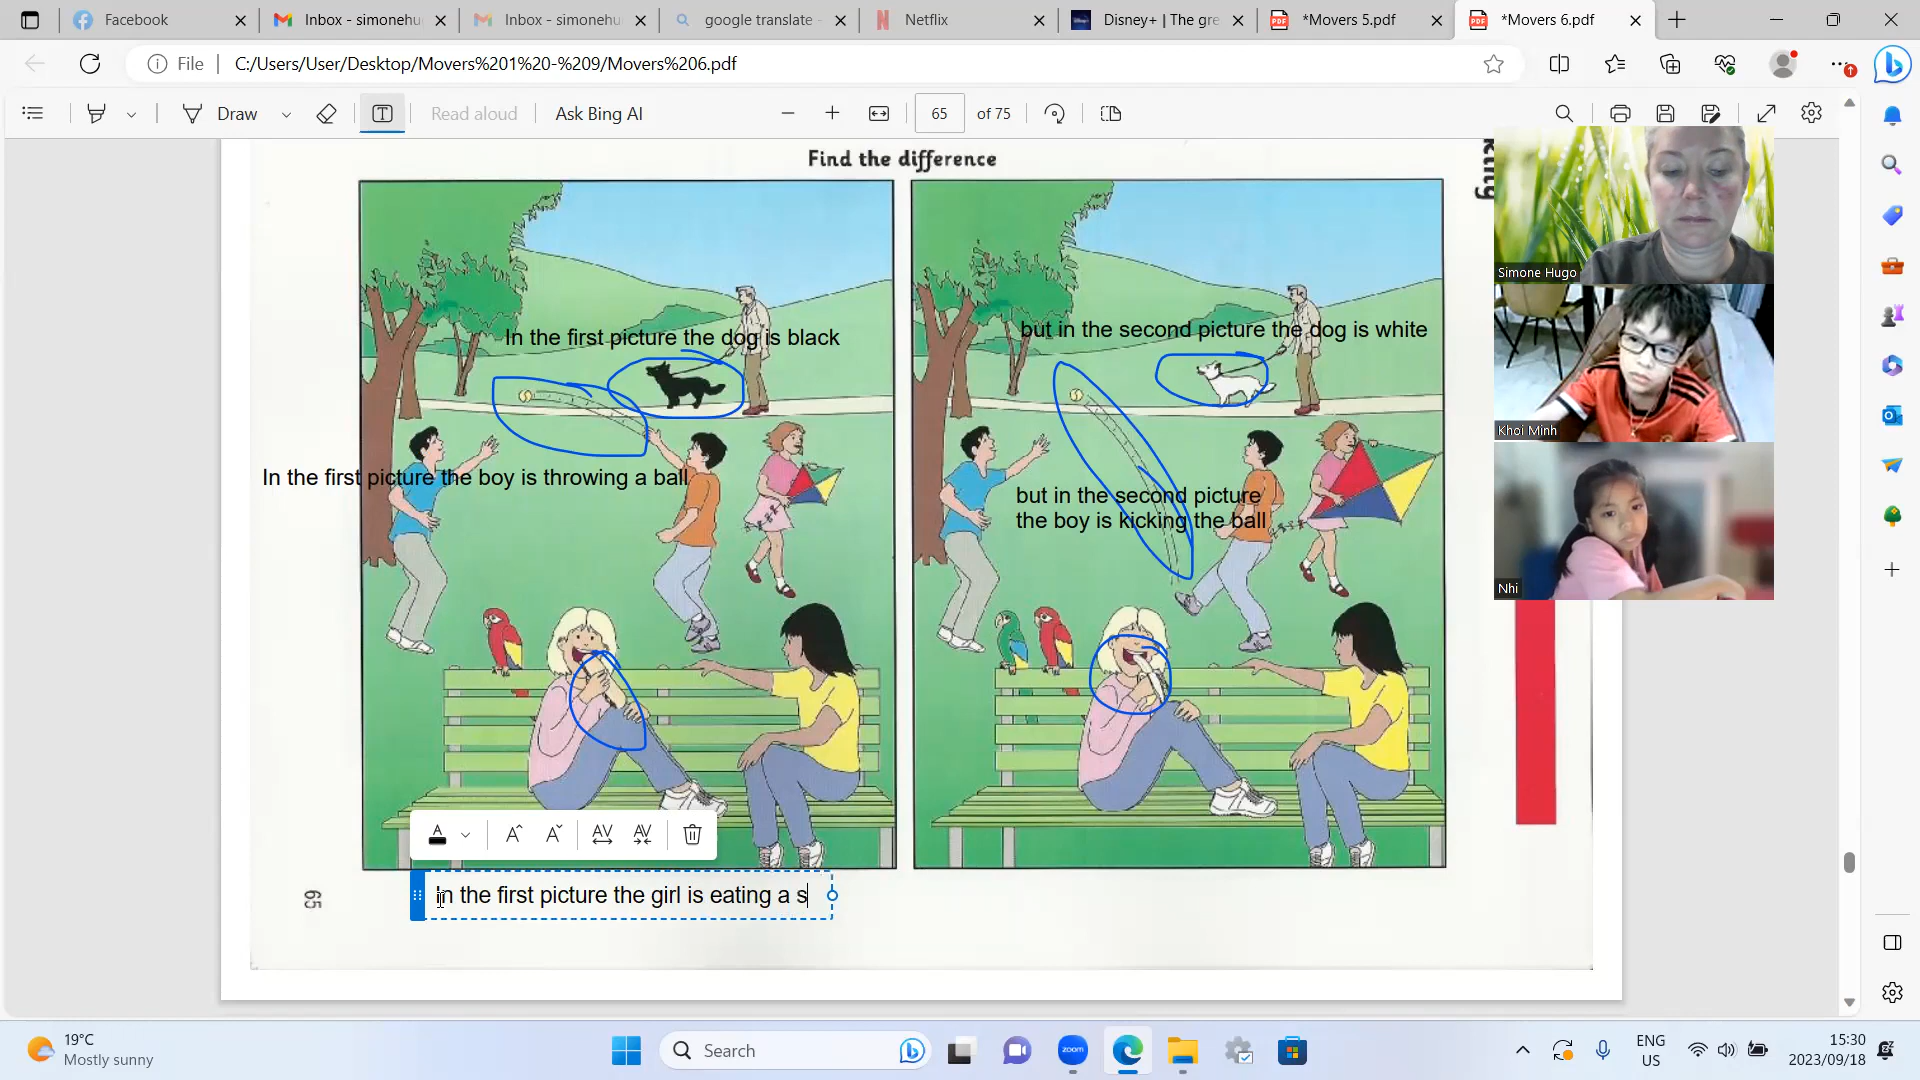 Facebook
Inbox - simonehu
Inbox - simonehu
google translate -
Netflix
Disney+ | The gre
*Movers 5.pdf
*Movers 6.pdf
File
C:/Users/User/Desktop/Movers%201%20-%209/Movers%206.pdf
Draw
Read aloud
Ask Bing AI
65
of 75
Find the difference
Simone Hugo
Khoi Minh
Nhi
In the first picture the dog is black
but in the second picture the dog is white
In the first picture the boy is throwing a ball
but in the second picture
the boy is kicking the ball
In the first picture the girl is eating a s
65
19°C
Mostly sunny
Search
zoom
ENG
US
15:30
2023/09/18